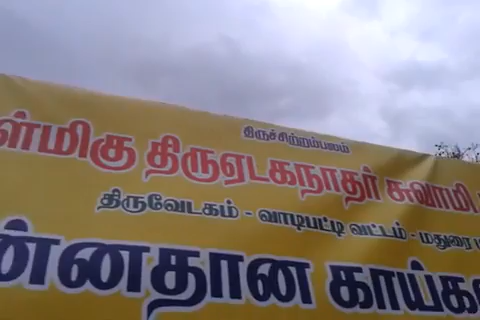 திருச்சிற்றம்பலம்
ள்மிகு திருஏடகநாதர் சுவாமி
திருவேடகம் - வாடிபட்டி வட்டம் - மதுரை ம
ன்னதான காய்க